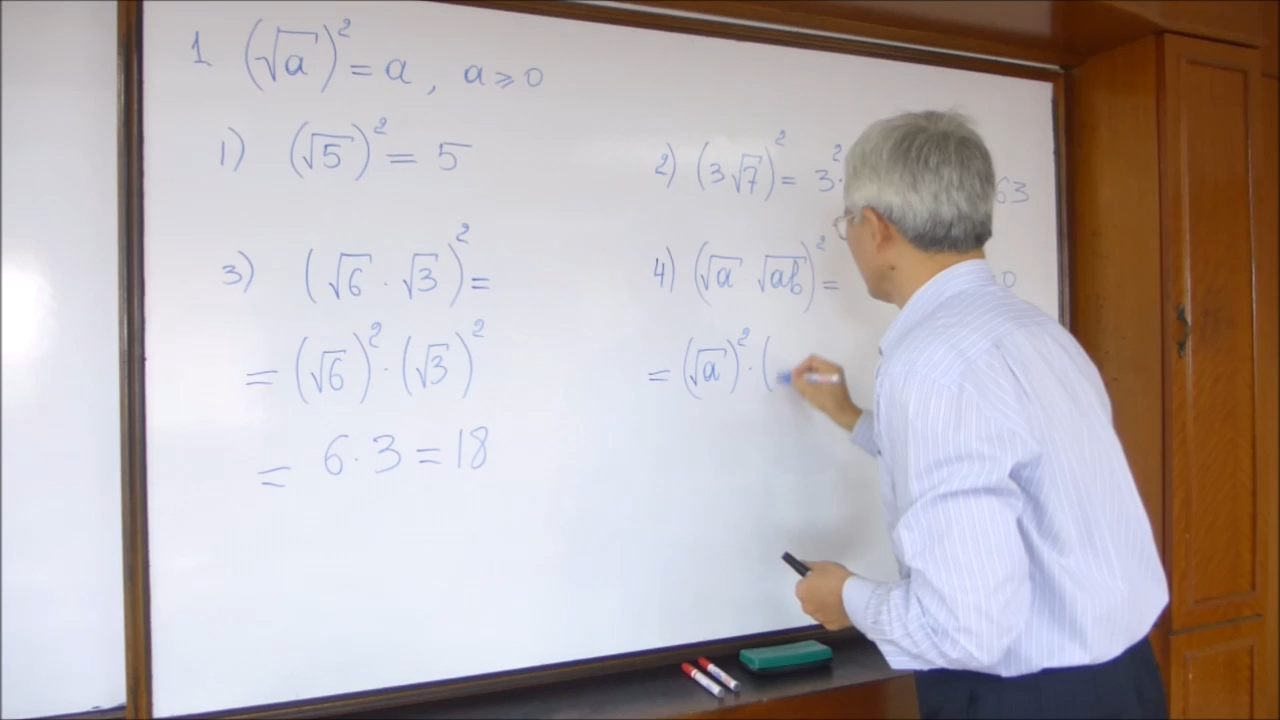 1 (√a)² = a, a ⩾ 0
1) (√5)² = 5
2) (3√7)² = 3²· 63
3) (√6 · √3)² =
= (√6)² · (√3)²
= 6 · 3 = 18
4) (√a √ab)² = 0
= (√a)² · (